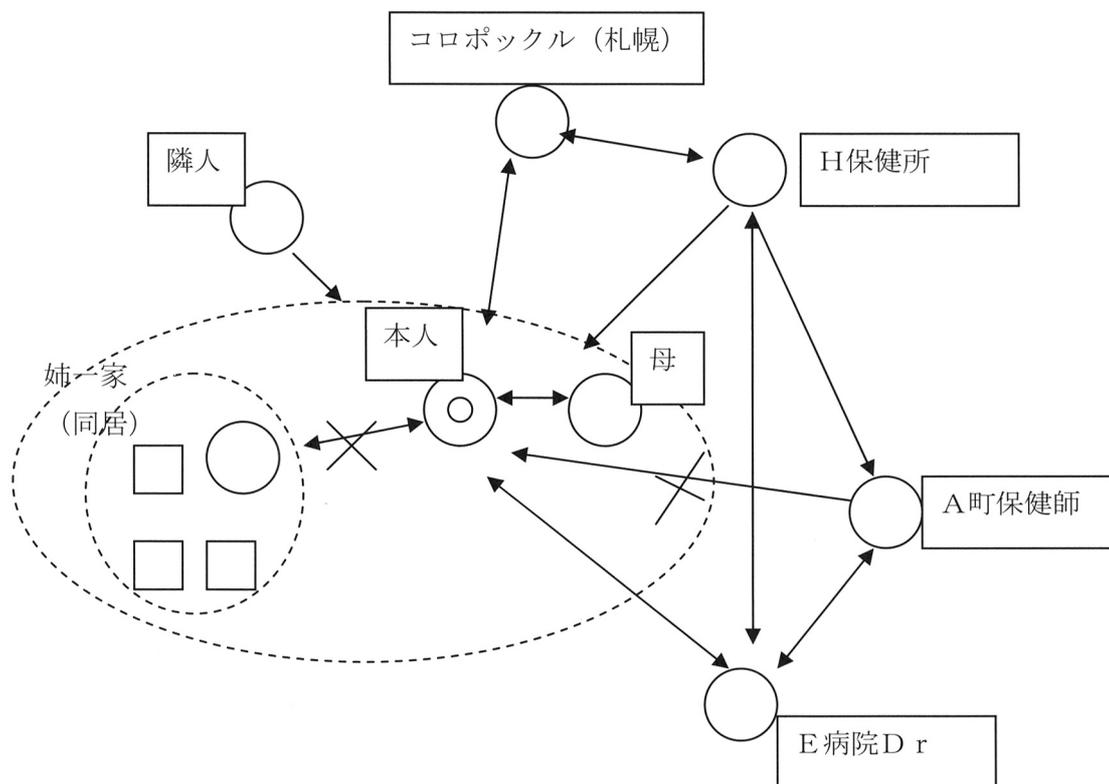 コロポックル（札幌）
隣人
Ｈ保健所
本人
母
姉一家
（同居）
Ａ町保健師
Ｅ病院Ｄｒ